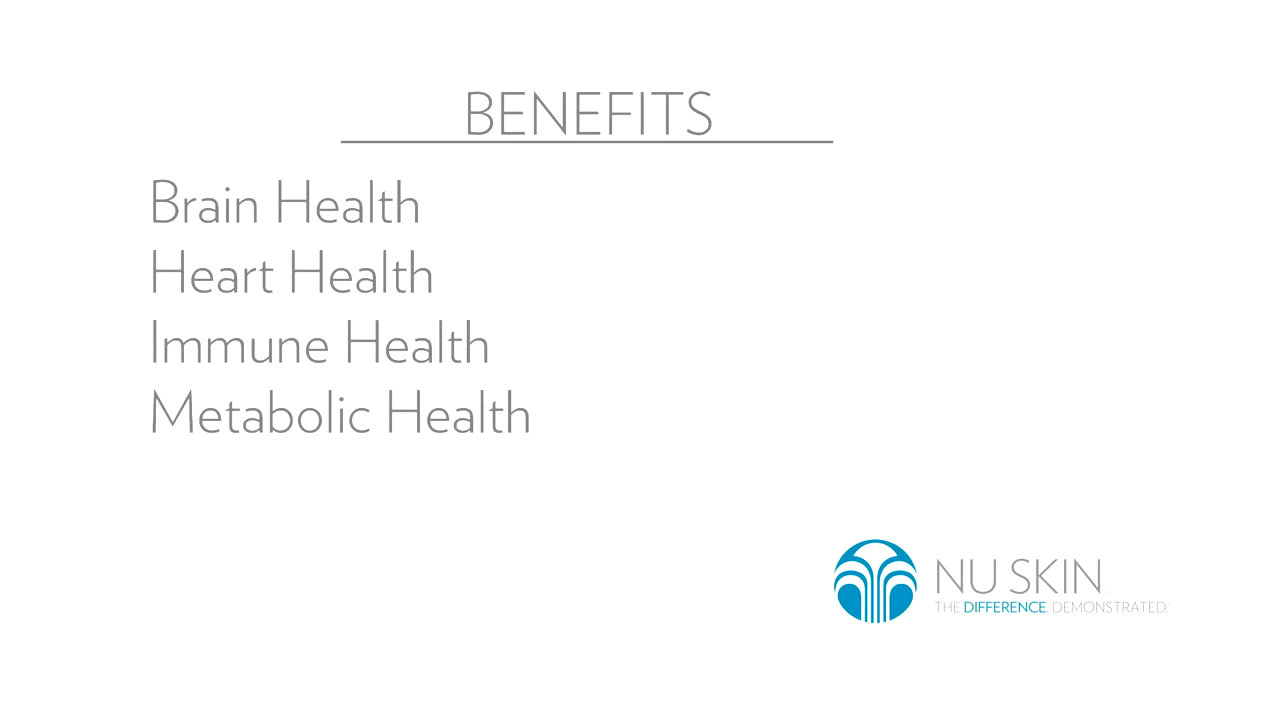 BENEFITS
Brain Health
Heart Health
Immune Health
Metabolic Health
NU SKIN
THE DIFFERENCE. DEMONSTRATED.